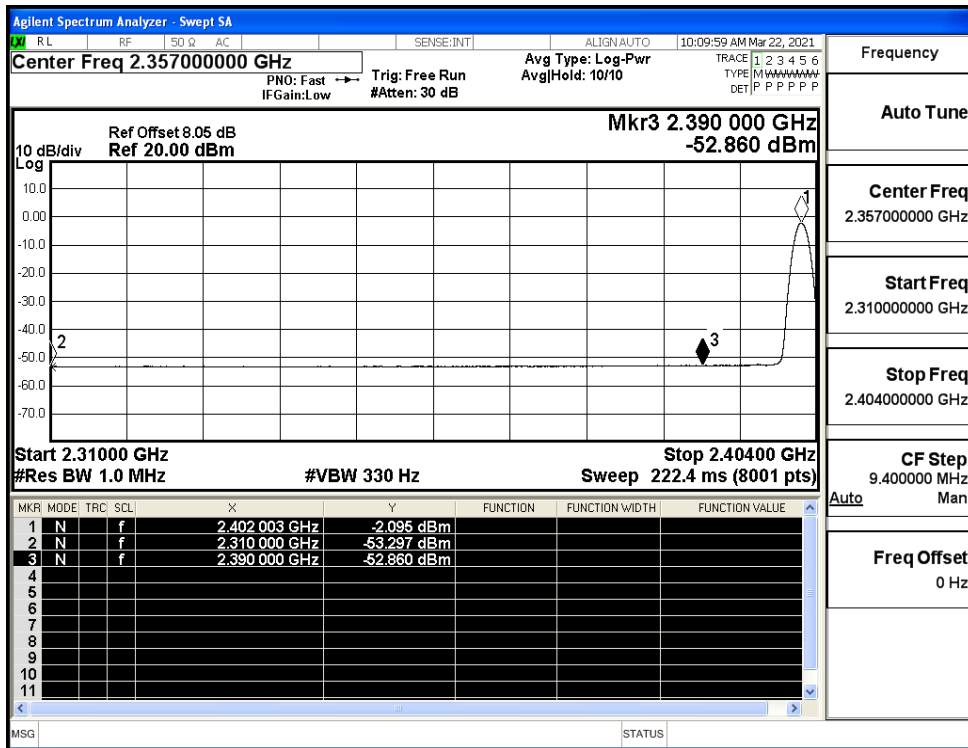 Agilent Spectrum Analyzer - Swept SA
LXI RL RF 50 Ω AC SENSE:INT ALIGN AUTO 10:09:59 AM Mar 22, 2021
Center Freq 2.357000000 GHz
PNO: Fast
IFGain:Low
Trig: Free Run
#Atten: 30 dB
Avg Type: Log-Pwr
Avg|Hold: 10/10
TRACE 1 2 3 4 5 6
TYPE M WWWWW
DET P P P P P P
Frequency
Auto Tune
Center Freq
2.357000000 GHz
Start Freq
2.310000000 GHz
Stop Freq
2.404000000 GHz
CF Step
9.400000 MHz
Auto Man
Freq Offset
0 Hz
Ref Offset 8.05 dB
10 dB/div Ref 20.00 dBm
Log
Mkr3 2.390 000 GHz
-52.860 dBm
10.0
0.00
-10.0
-20.0
-30.0
-40.0
-50.0
-60.0
-70.0
1
2
3
Start 2.31000 GHz Stop 2.40400 GHz
#Res BW 1.0 MHz #VBW 330 Hz Sweep 222.4 ms (8001 pts)
MKR MODE TRC SCL X Y FUNCTION FUNCTION WIDTH FUNCTION VALUE
1 N f 2.402 003 GHz -2.095 dBm
2 N f 2.310 000 GHz -53.297 dBm
3 N f 2.390 000 GHz -52.860 dBm
4
5
6
7
8
9
10
11
MSG STATUS